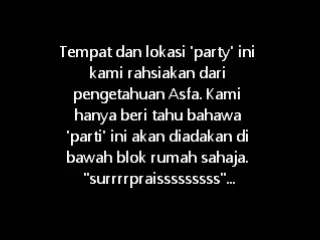 Tempat dan lokasi 'party' ini
kami rahsiakan dari
pengetahuan Asfa. Kami
hanya beri tahu bahawa
'parti' ini akan diadakan di
bawah blok rumah sahaja.
"surrrrpraisssssssss"...